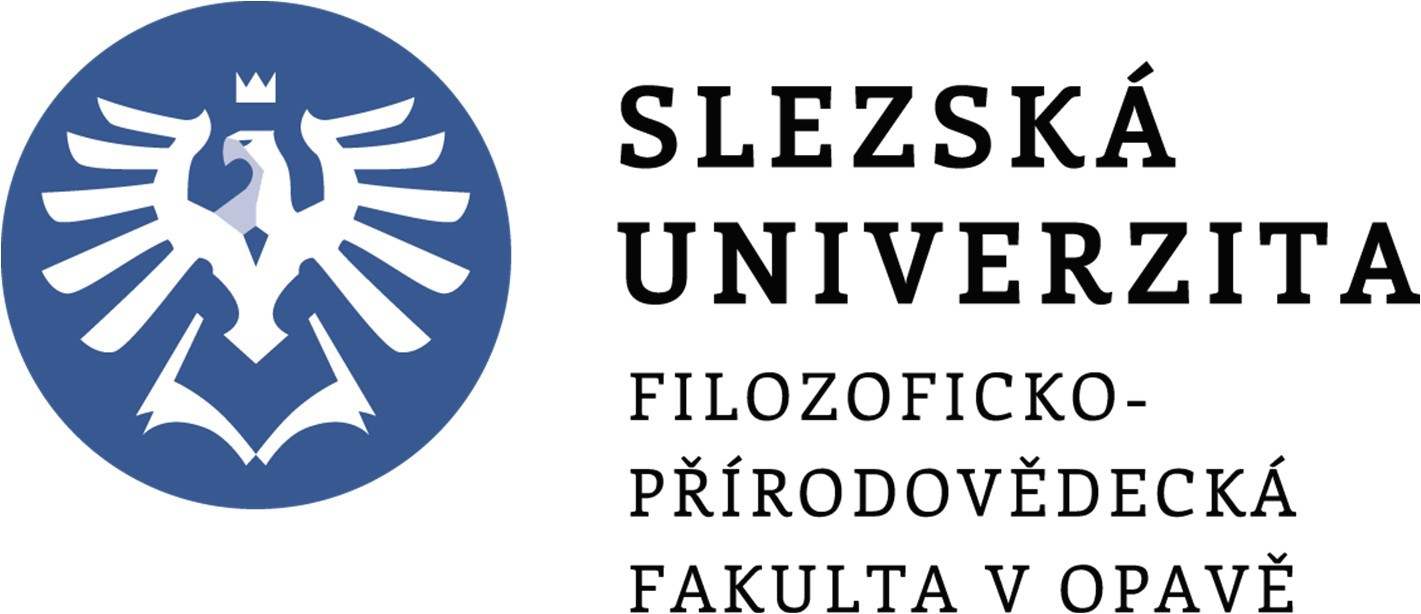 SLEZSKÁ
UNIVERZITA
FILOZOFICKO-
PŘÍRODOVĚDECKÁ
FAKULTA V OPAVĚ